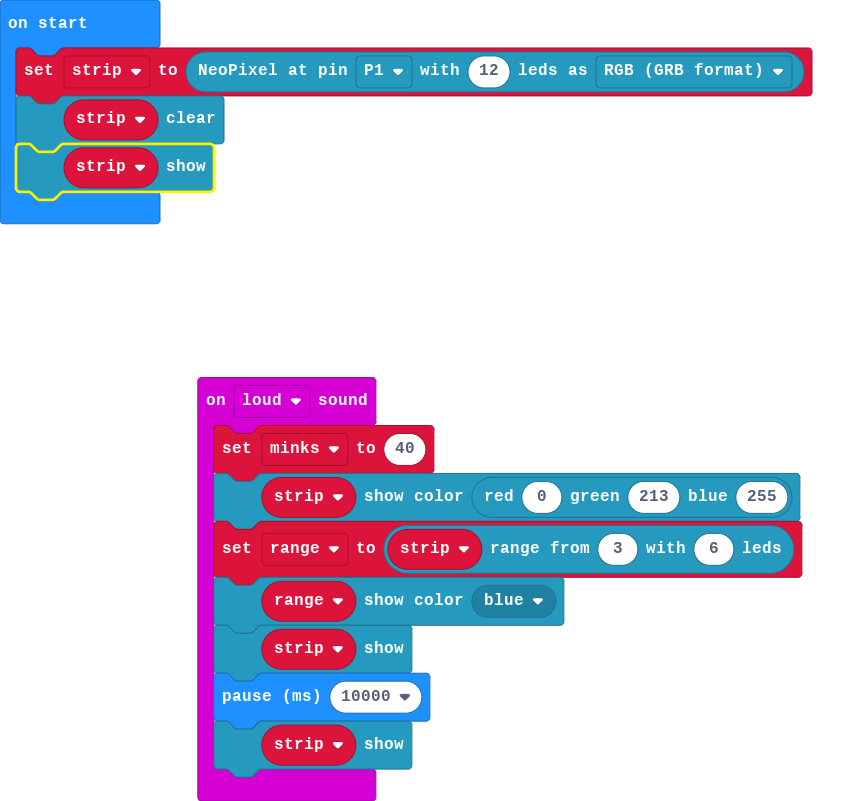 on start
set strip to NeoPixel at pin P1 with 12 leds as RGB (GRB format)
strip clear
strip show
on loud sound
set minks to 40
strip show color red 0 green 213 blue 255
set range to strip range from 3 with 6 leds
range show color blue
strip show
pause (ms) 10000
strip show